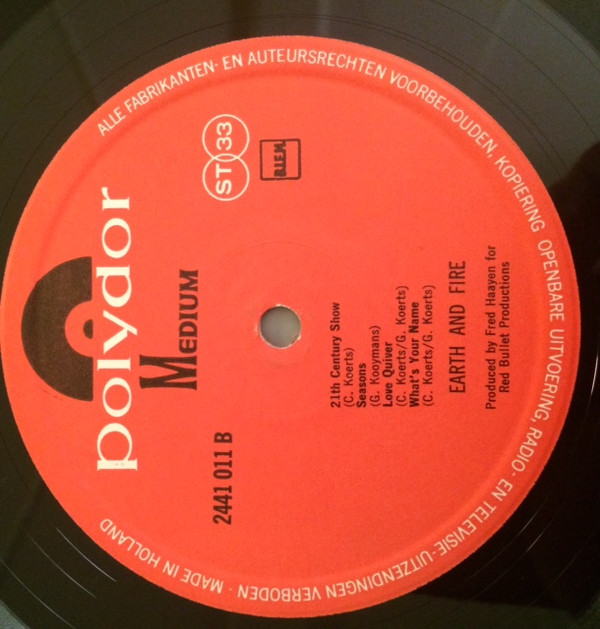 polydor
MEDIUM
2441 011 B
ST 33
B.I.E.M.
21th Century Show
(C. Koerts)
Seasons
(G. Kooymans)
Love Quiver
(C. Koerts/G. Koerts)
What's Your Name
(C. Koerts/G. Koerts)
EARTH AND FIRE
Produced by Fred Haayen for
Red Bullet Productions
ALLE FABRIKANTEN- EN AUTEURSRECHTEN VOORBEHOUDEN, KOPIERING OPENBARE UITVOERING, RADIO- EN TELEVISIE-UITZENDINGEN VERBODEN · MADE IN HOLLAND